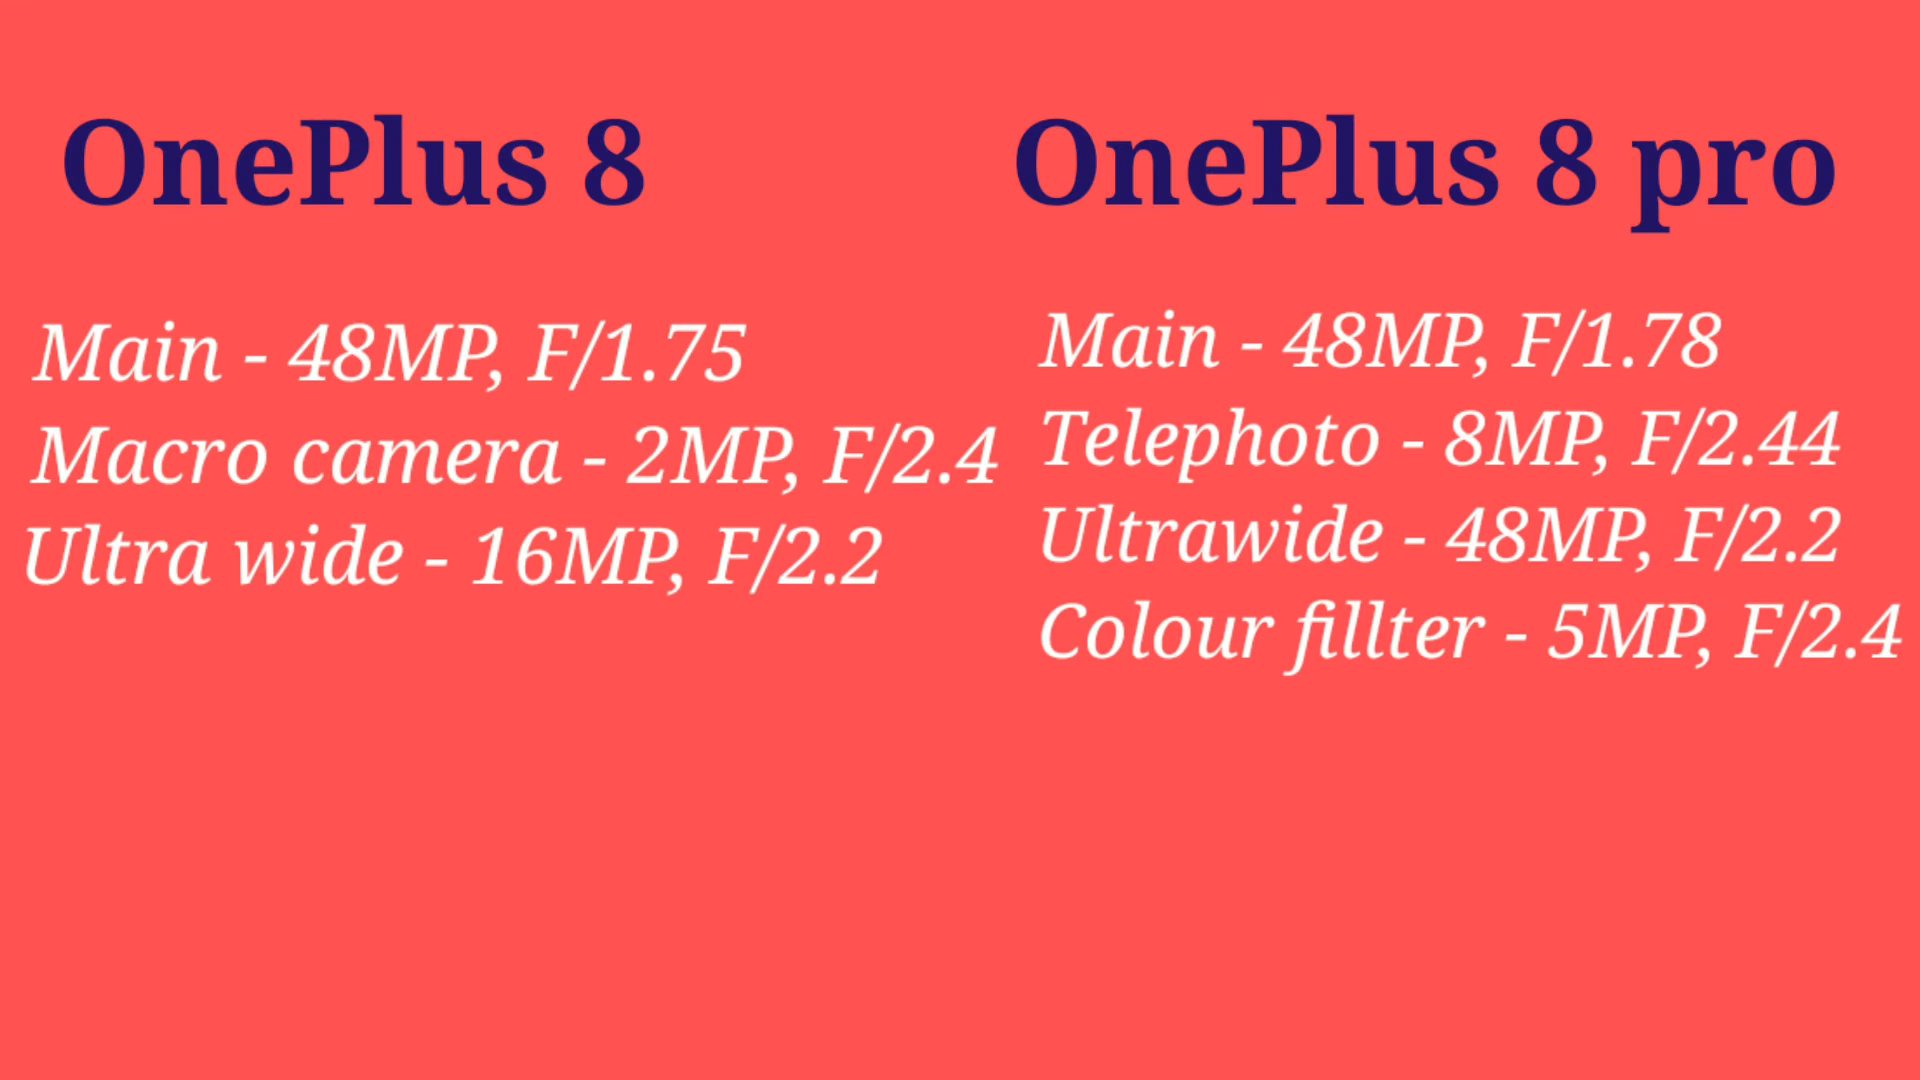 OnePlus 8
Main - 48MP, F/1.75
Macro camera - 2MP, F/2.4
Ultra wide - 16MP, F/2.2
OnePlus 8 pro
Main - 48MP, F/1.78
Telephoto - 8MP, F/2.44
Ultrawide - 48MP, F/2.2
Colour fillter - 5MP, F/2.4